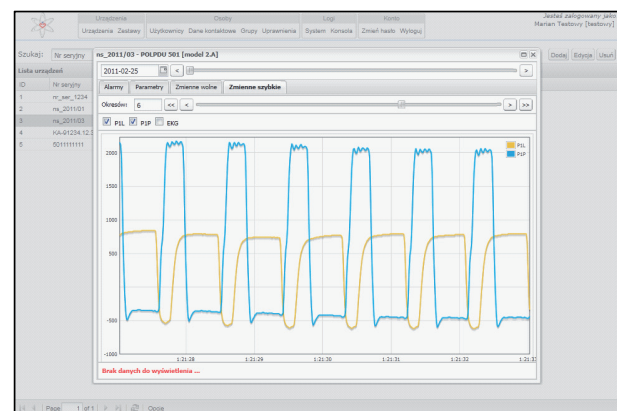 Urządzenia Osoby Logi Konto
Jesteś zalogowany jako
Marian Testowy [testowy]
Urządzenia Zestawy Użytkownicy Dane kontaktowe Grupy Uprawnienia System Konsola Zmień hasło Wyloguj
Szukaj: Nr seryjny
Dodaj Edycja Usuń
Lista urządzeń
ID Nr seryjny
1 nr_ser_1234
2 ns_2011/01
3 ns_2011/03
4 KA-91234.12.
5 5011111111
ns_2011/03 - POLPDU 501 [model 2.A]
2011-02-25 < >
Alarmy Parametry Zmienne wolne Zmienne szybkie
Okresów: 6 << < > >>
P1L P1P EKG
P1L
P1P
2000
1500
1000
500
0
-500
-1000
1:21:28 1:21:29 1:21:30 1:21:31 1:21:32 1:21:33
Brak danych do wyświetlenia ...
Page 1 of 1 Opcje